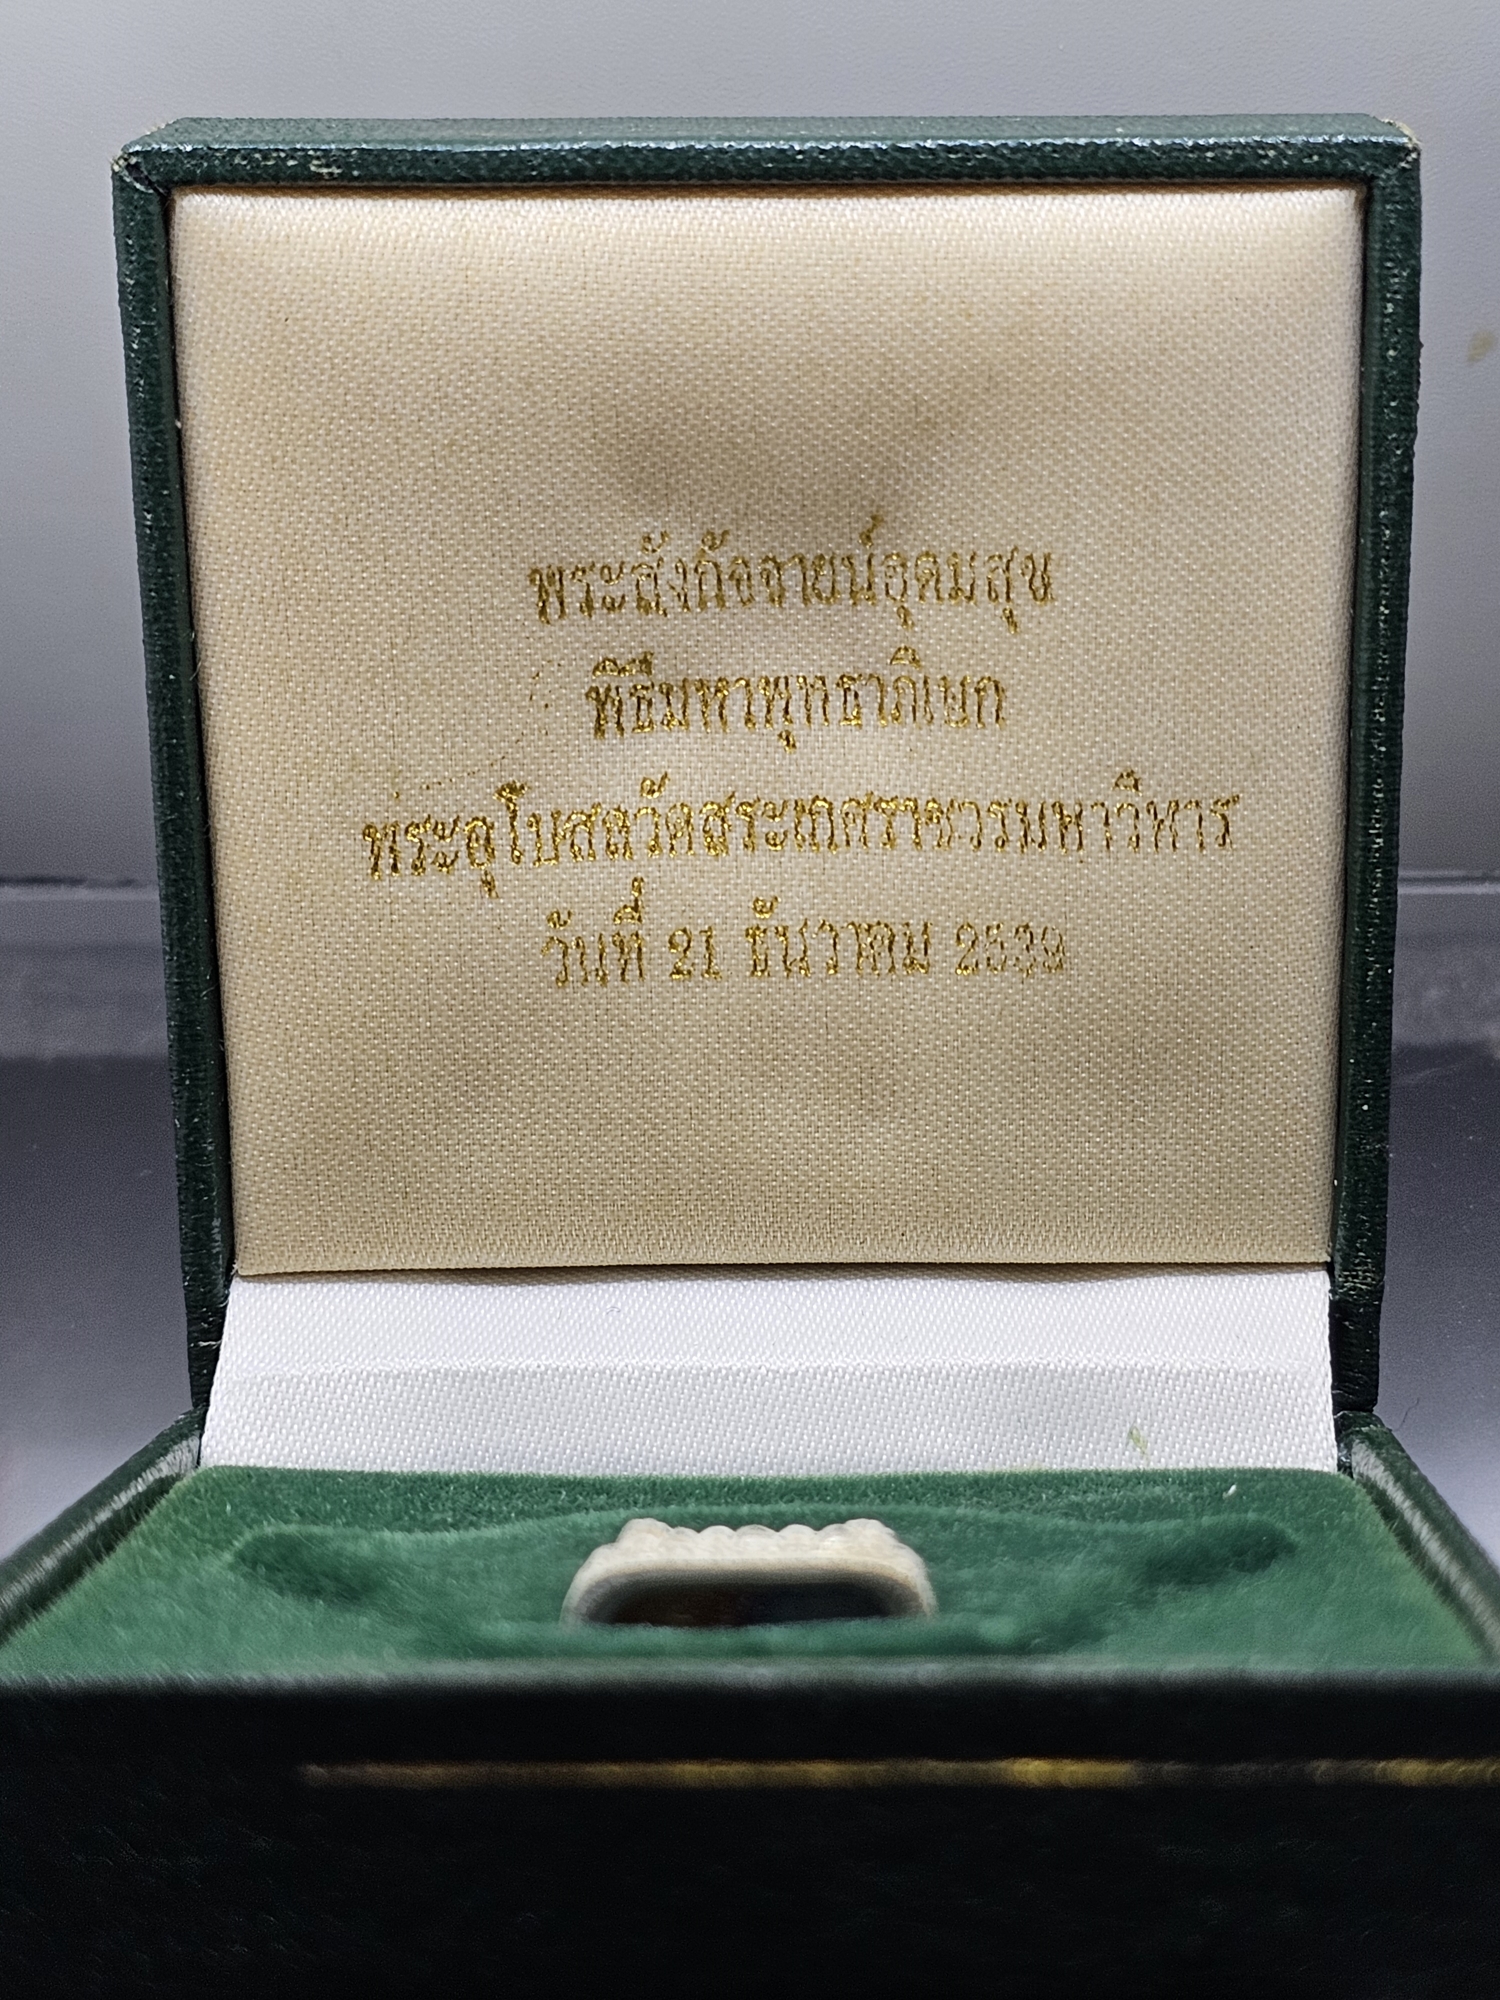 พระสังกัจจายน์อุดมสุข
พิธีมหาพุทธาภิเษก
พระอุโบสถวัดสระเกศราชวรมหาวิหาร
วันที่ 21 ธันวาคม 2539